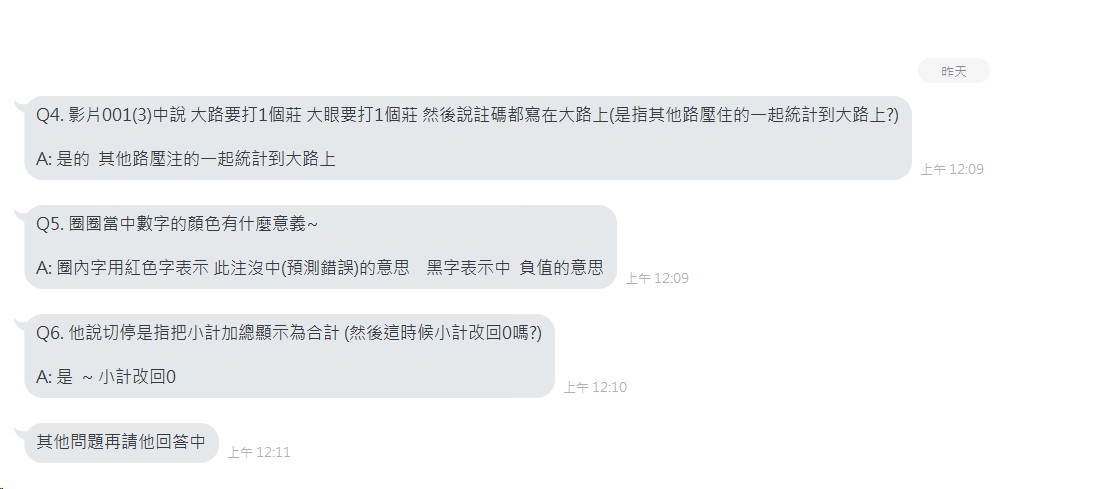 昨天
Q4. 影片001(3)中說 大路要打1個莊 大眼要打1個莊 然後說註碼都寫在大路上(是指其他路壓住的一起統計到大路上?)
A: 是的 其他路壓注的一起統計到大路上
上午 12:09
Q5. 圈圈當中數字的顏色有什麼意義~
A: 圈內字用紅色字表示 此注沒中(預測錯誤)的意思 黑字表示中 負值的意思
上午 12:09
Q6. 他說切停是指把小計加總顯示為合計 (然後這時候小計改回0嗎?)
A: 是 ~ 小計改回0
上午 12:10
其他問題再請他回答中
上午 12:11